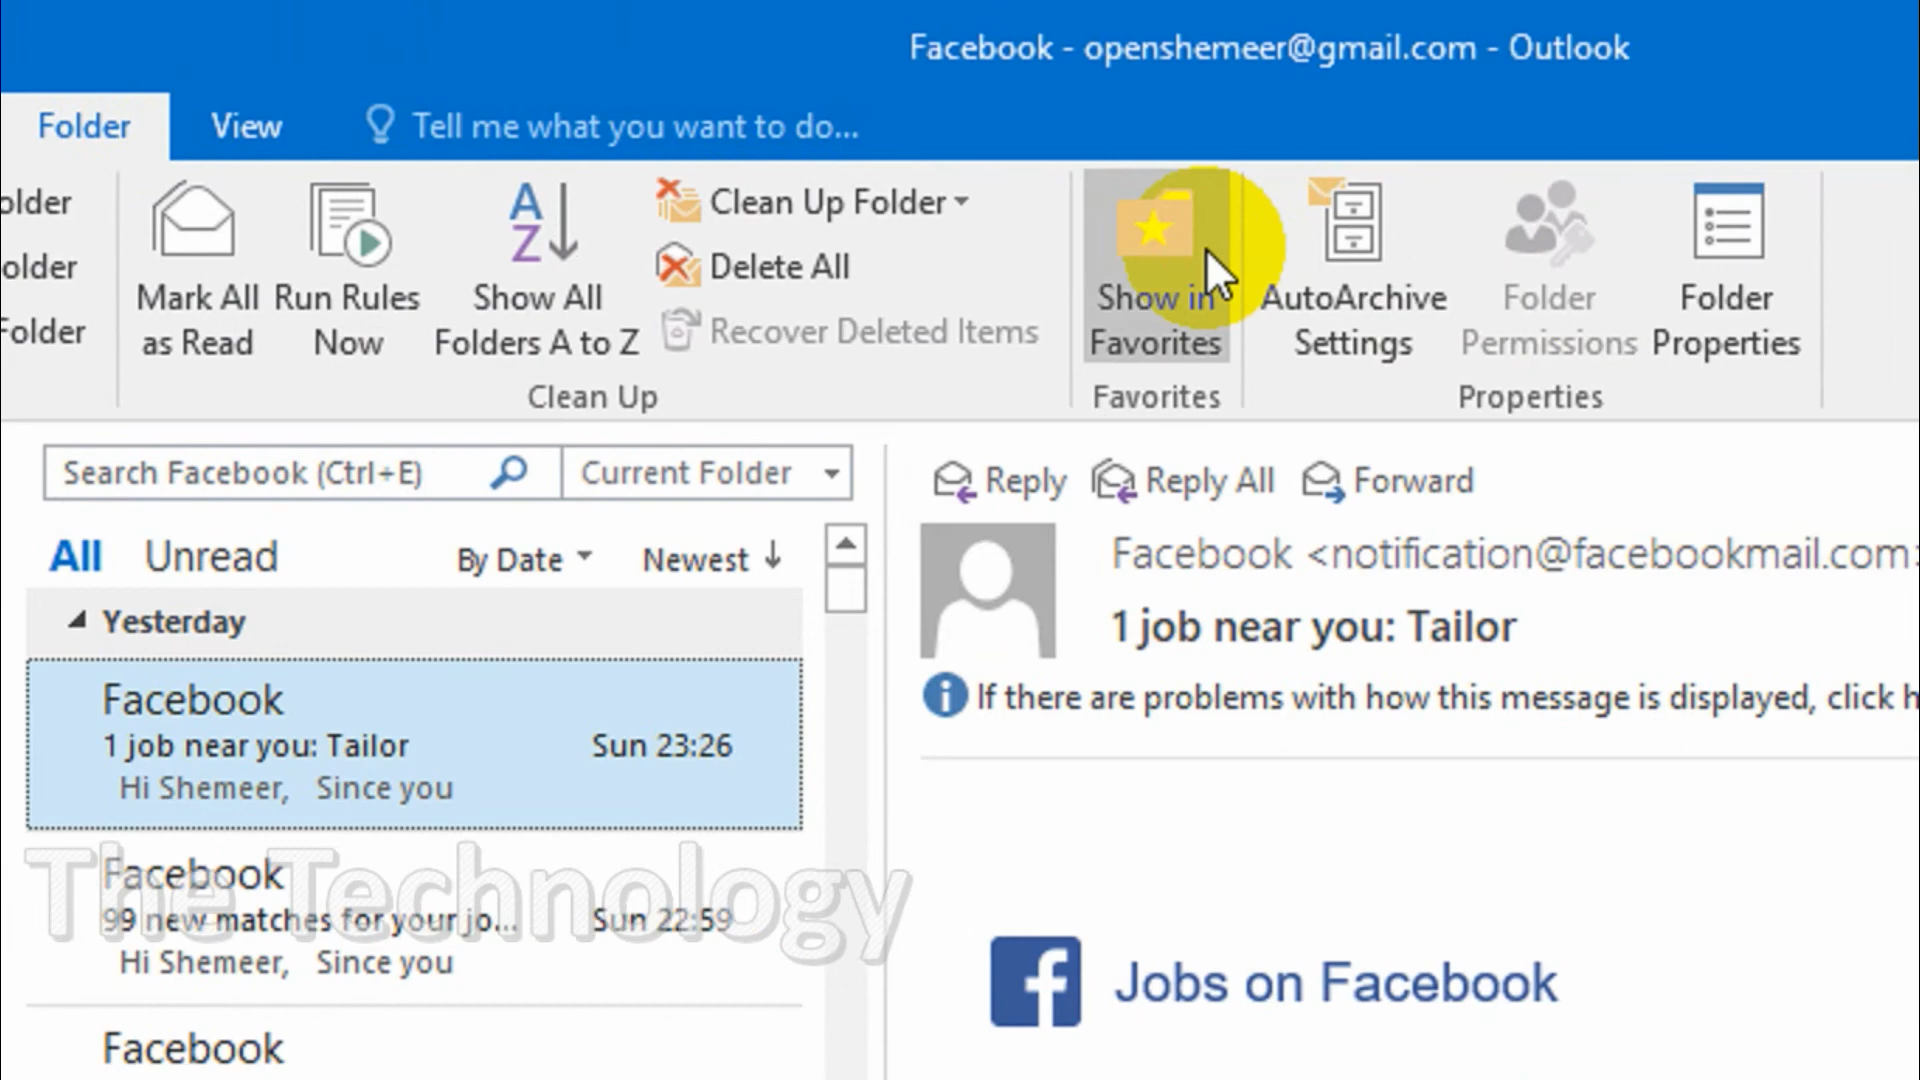 Facebook - openshemeer@gmail.com - Outlook
Folder View Tell me what you want to do...
older
older
Folder
Mark All
as Read
Run Rules
Now
Show All
Folders A to Z
Clean Up Folder
Delete All
Recover Deleted Items
Clean Up
Show in
Favorites
Favorites
AutoArchive
Settings
Folder
Permissions
Folder
Properties
Properties
Search Facebook (Ctrl+E) Current Folder
All Unread By Date Newest
Yesterday
Facebook
1 job near you: Tailor Sun 23:26
Hi Shemeer, Since you
Facebook
99 new matches for your jo... Sun 22:59
Hi Shemeer, Since you
Facebook
The Technology
Reply Reply All Forward
Facebook <notification@facebookmail.com>
1 job near you: Tailor
If there are problems with how this message is displayed, click h
f Jobs on Facebook